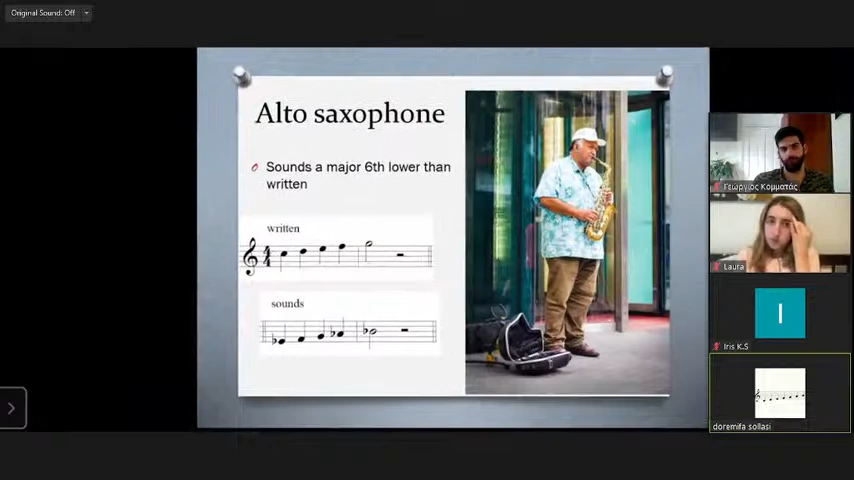 Original Sound: Off
Alto saxophone
Sounds a major 6th lower than
written
written
sounds
Γεώργιος Κομματάς
Laura
I
Iris K.S
doremifa sollasi